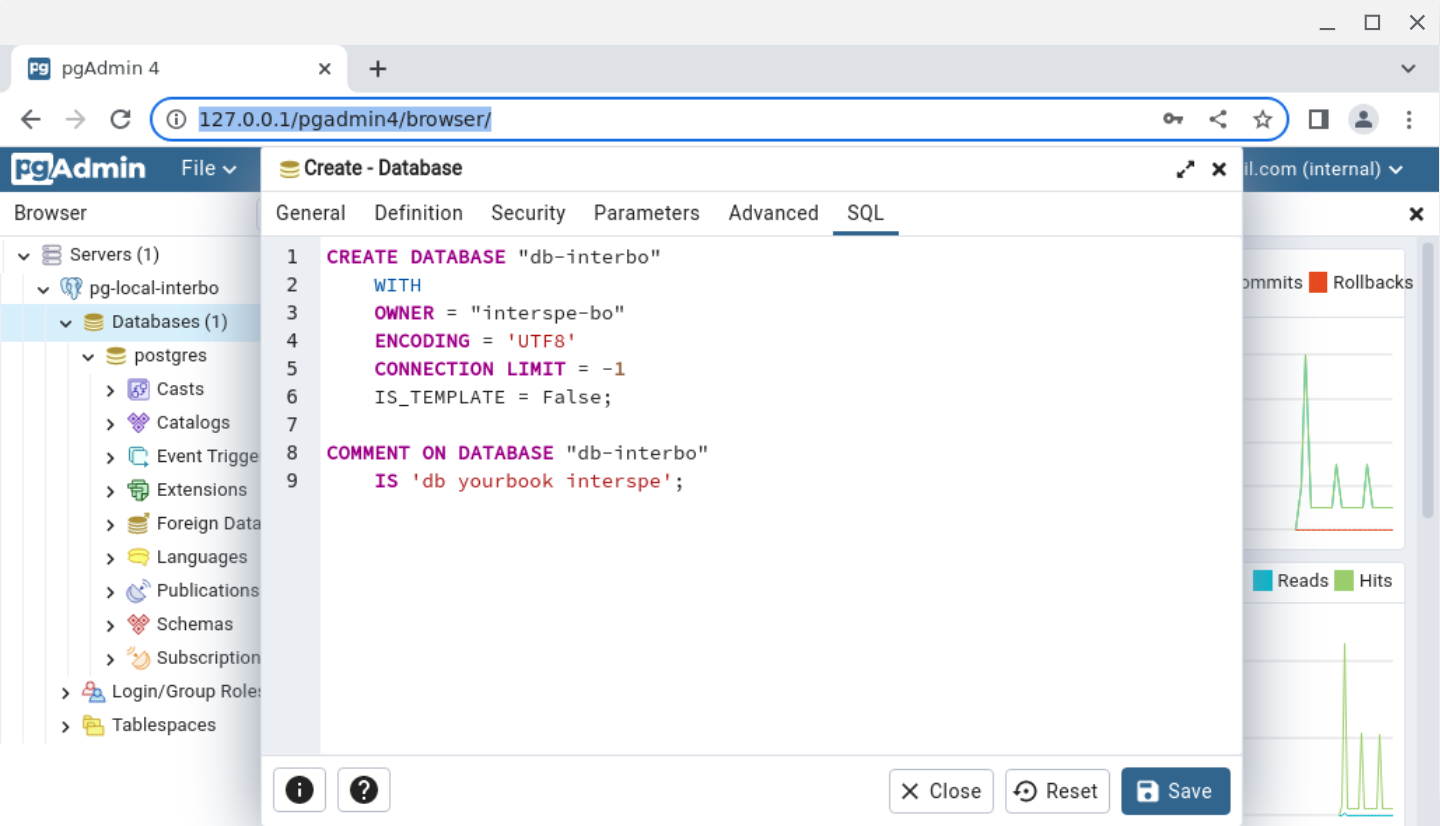 pgAdmin 4
127.0.0.1/pgadmin4/browser/
pgAdmin
File
Create - Database
il.com (internal)
Browser
General Definition Security Parameters Advanced SQL
Servers (1)
pg-local-interbo
Databases (1)
postgres
Casts
Catalogs
Event Trigge
Extensions
Foreign Data
Languages
Publications
Schemas
Subscription
Login/Group Roles
Tablespaces
1 CREATE DATABASE "db-interbo"
2     WITH
3     OWNER = "interspe-bo"
4     ENCODING = 'UTF8'
5     CONNECTION LIMIT = -1
6     IS_TEMPLATE = False;
7
8 COMMENT ON DATABASE "db-interbo"
9     IS 'db yourbook interspe';
ommits Rollbacks
Reads Hits
Close Reset Save